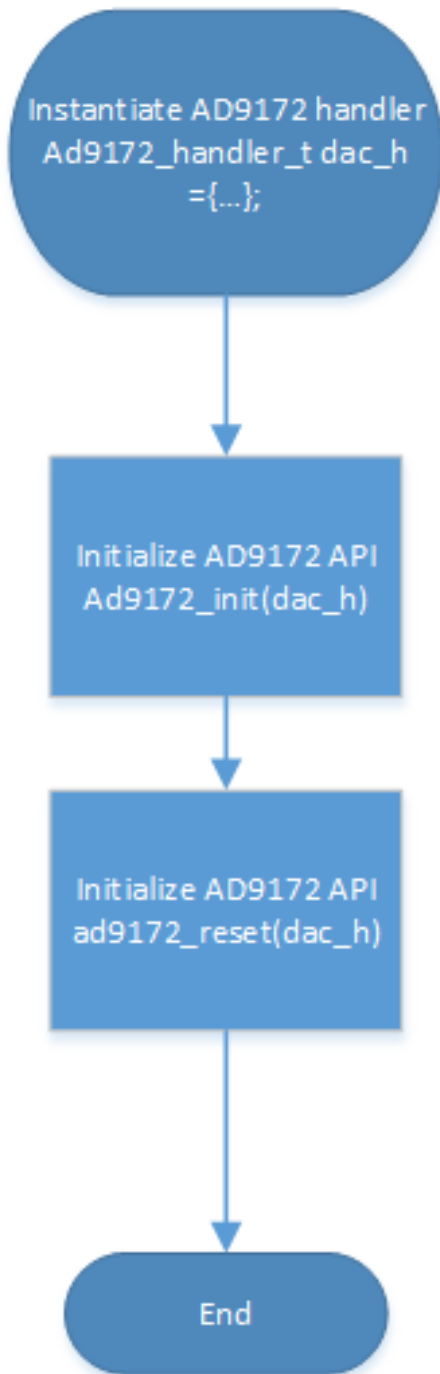 Instantiate AD9172 handler
Ad9172_handler_t dac_h
={...};
Initialize AD9172 API
Ad9172_init(dac_h)
Initialize AD9172 API
ad9172_reset(dac_h)
End